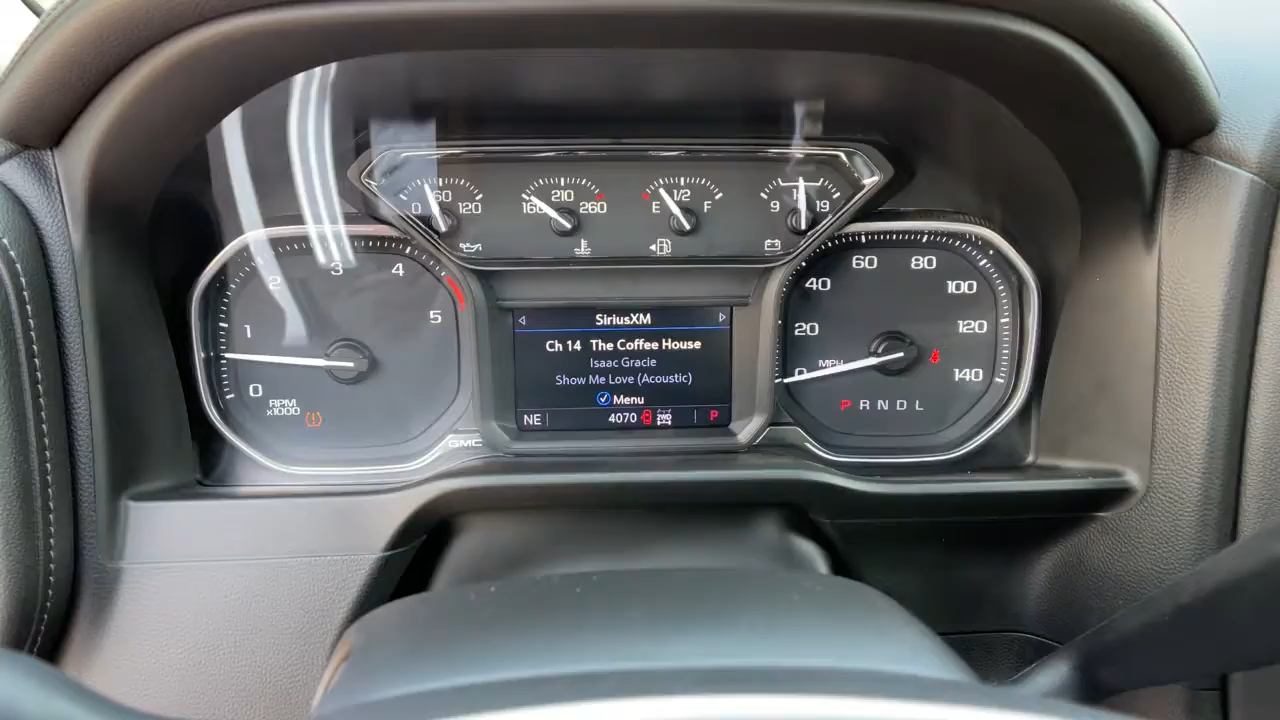 0 60 120
160 210 260
E 1/2 F
9 19
0 1 2 3 4 5
RPM
x1000
GMC
SiriusXM
Ch 14 The Coffee House
Isaac Gracie
Show Me Love (Acoustic)
Menu
NE 4070 2WD P
0 20 40 60 80 100 120 140
MPH
P R N D L